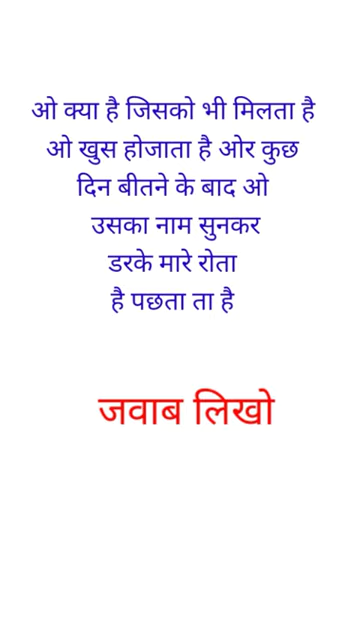 ओ क्या है जिसको भी मिलता है
ओ खुस होजाता है ओर कुछ
दिन बीतने के बाद ओ
उसका नाम सुनकर
डरके मारे रोता
है पछता ता है
जवाब लिखो